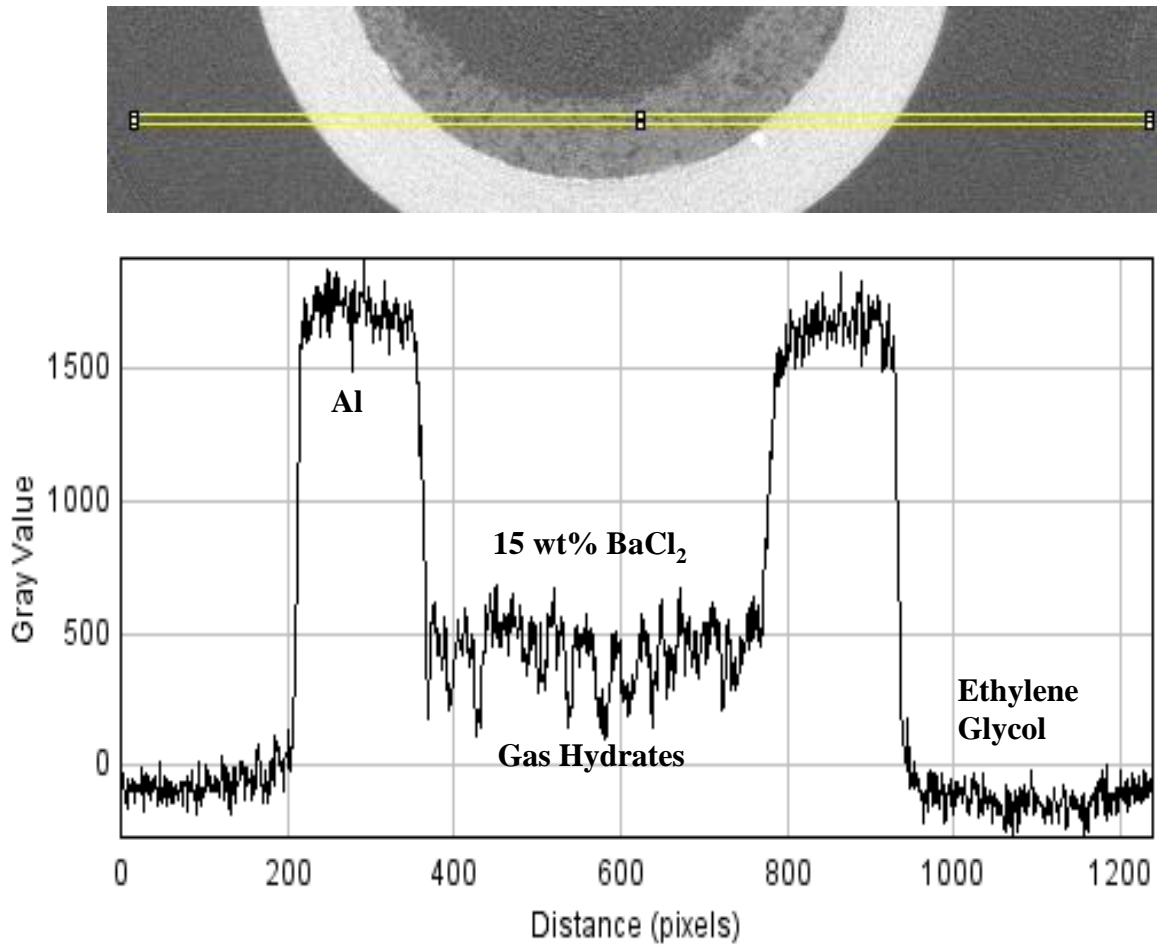 1500
Al
Gray Value
1000
15 wt% BaCl₂
500
Ethylene
Glycol
Gas Hydrates
0
0 200 400 600 800 1000 1200
Distance (pixels)